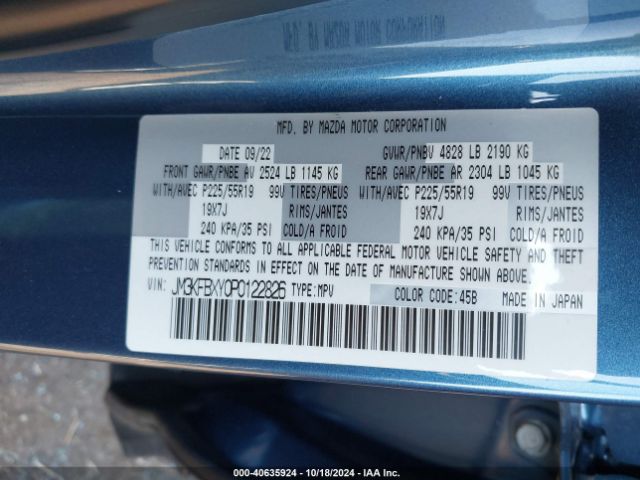 MFD. BY MAZDA MOTOR CORPORATION
MFD. BY MAZDA MOTOR CORPORATION
DATE 09/22 GVWR/PNBV 4828 LB 2190 KG
FRONT GAWR/PNBE AV 2524 LB 1145 KG REAR GAWR/PNBE AR 2304 LB 1045 KG
WITH/AVEC P225/55R19 99V TIRES/PNEUS WITH/AVEC P225/55R19 99V TIRES/PNEUS
19X7J RIMS/JANTES 19X7J RIMS/JANTES
240 KPA/35 PSI COLD/A FROID 240 KPA/35 PSI COLD/A FROID
THIS VEHICLE CONFORMS TO ALL APPLICABLE FEDERAL MOTOR VEHICLE SAFETY AND THEFT
PREVENTION STANDARDS IN EFFECT ON THE DATE OF MANUFACTURE SHOWN ABOVE.
VIN: JM3KFBXY0P0122826 TYPE:MPV COLOR CODE:45B MADE IN JAPAN
000-40635924 | 10/18/2024 | IAA Inc.